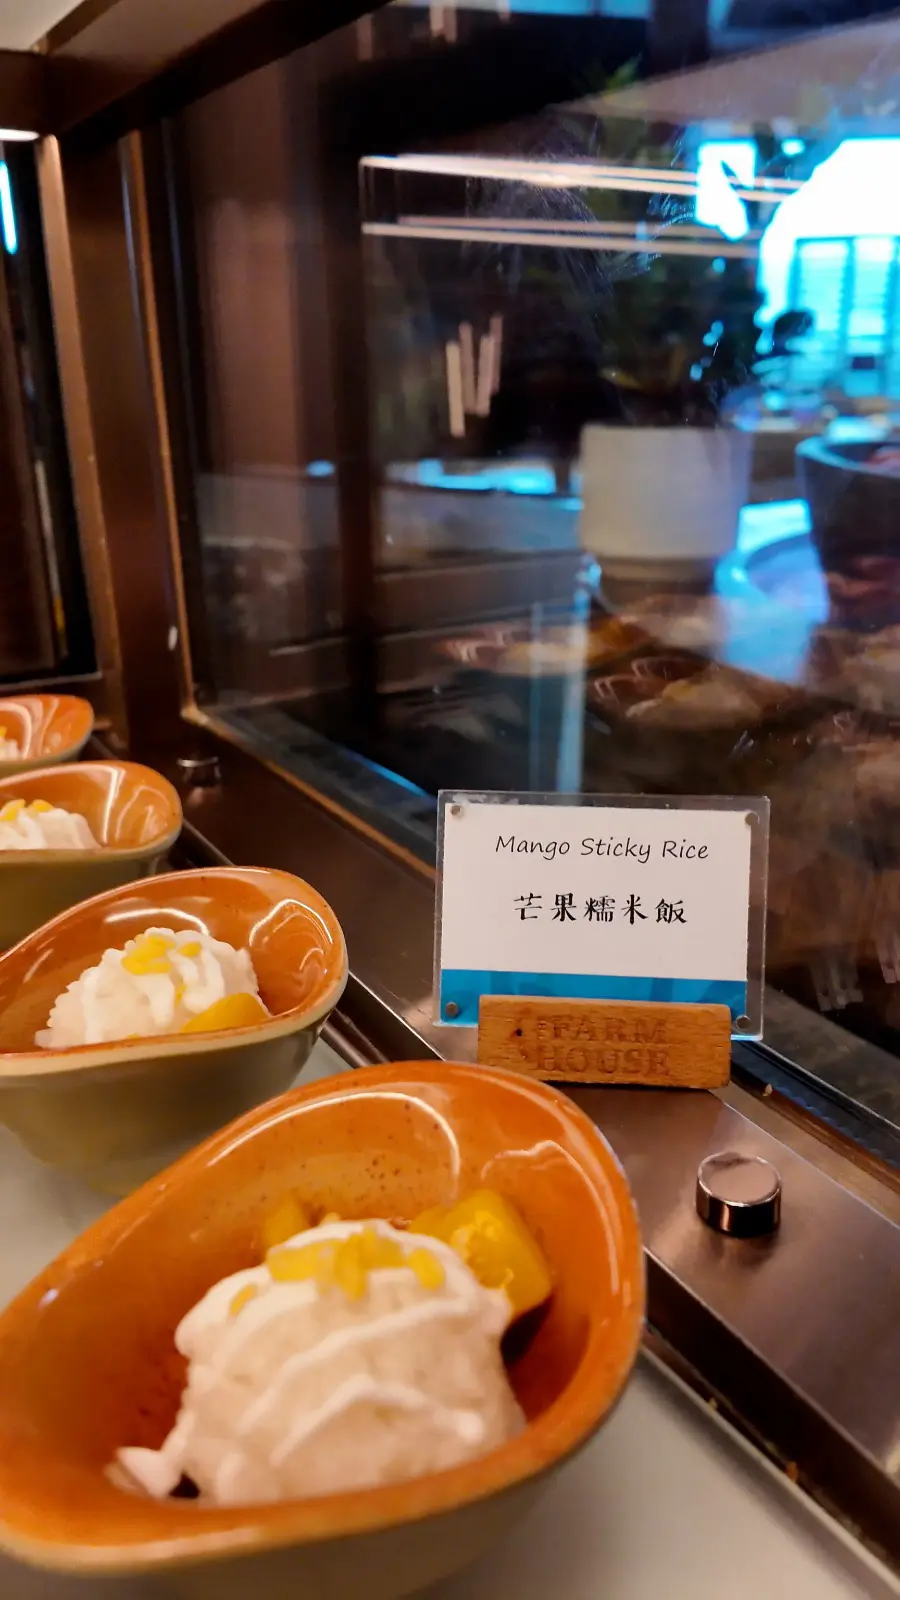 Mango Sticky Rice
芒果糯米飯
FARM
HOUSE